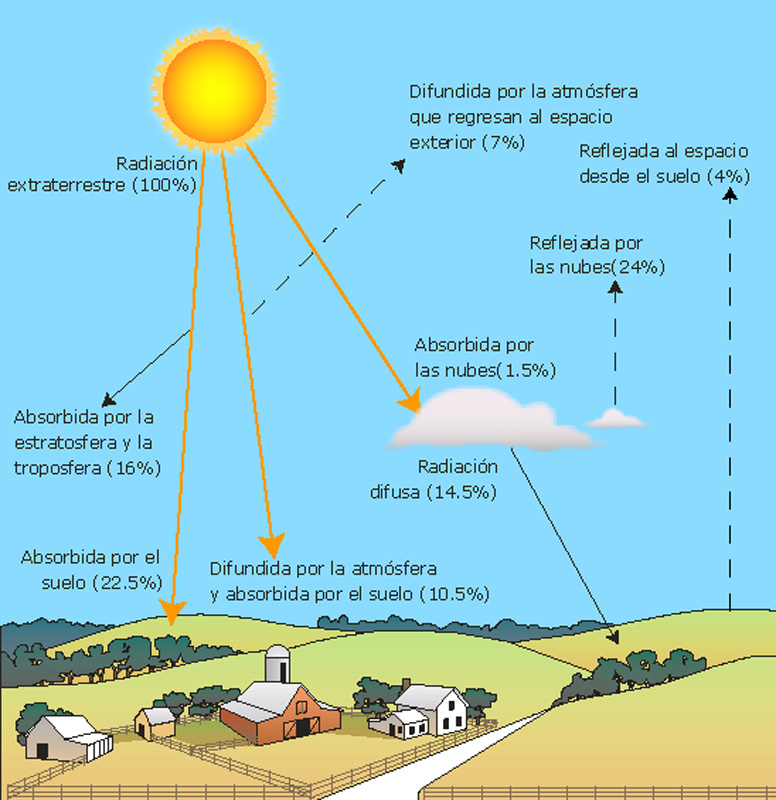 Difundida por la atmósfera
que regresan al espacio
exterior (7%)
Reflejada al espacio
desde el suelo (4%)
Radiación
extraterrestre (100%)
Reflejada por
las nubes(24%)
Absorbida por
las nubes(1.5%)
Absorbida por la
estratosfera y la
troposfera (16%)
Radiación
difusa (14.5%)
Absorbida por el
suelo (22.5%)
Difundida por la atmósfera
y absorbida por el suelo (10.5%)